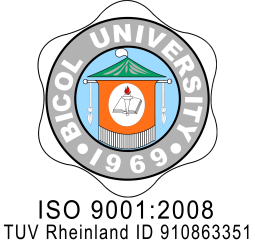 BICOL UNIVERSITY
1969
ISO 9001:2008
TUV Rheinland ID 910863351